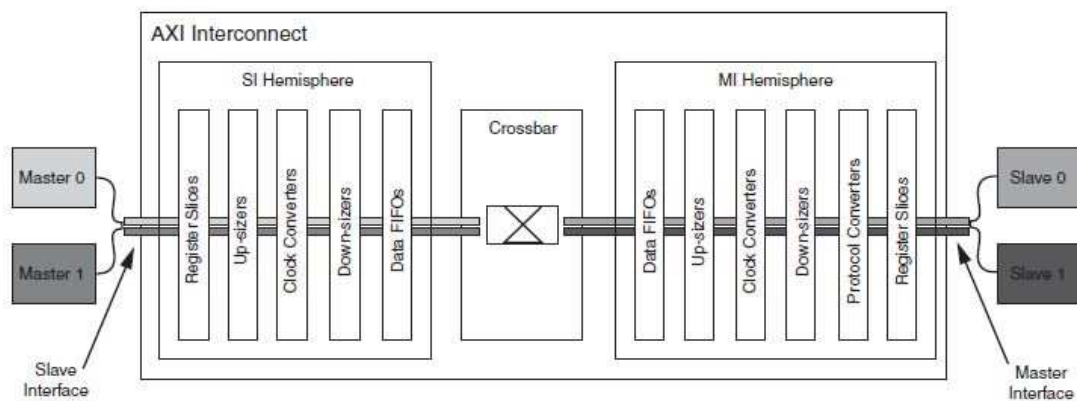 AXI Interconnect
SI Hemisphere
MI Hemisphere
Crossbar
Master 0
Master 1
Register Slices
Up-sizers
Clock Converters
Down-sizers
Data FIFOs
Data FIFOs
Up-sizers
Clock Converters
Down-sizers
Protocol Converters
Register Slices
Slave 0
Slave 1
Slave
Interface
Master
Interface